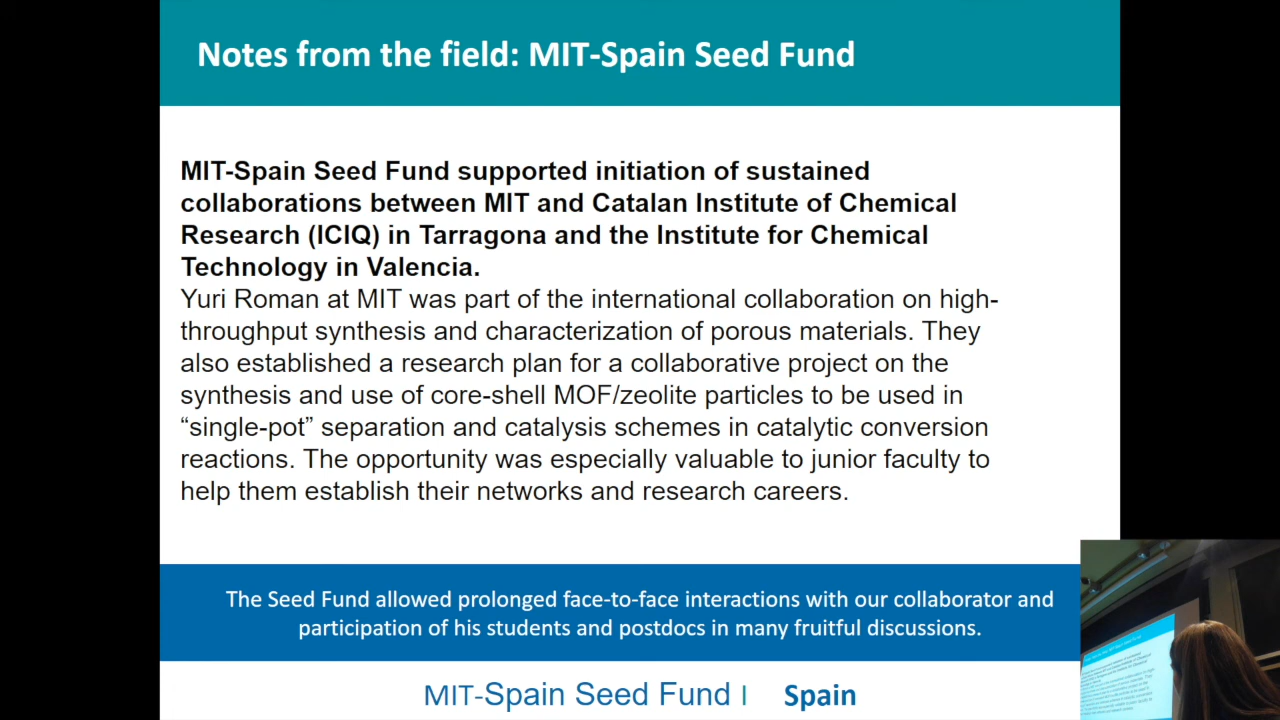 Notes from the field: MIT-Spain Seed Fund
MIT-Spain Seed Fund supported initiation of sustained
collaborations between MIT and Catalan Institute of Chemical
Research (ICIQ) in Tarragona and the Institute for Chemical
Technology in Valencia.
Yuri Roman at MIT was part of the international collaboration on high-
throughput synthesis and characterization of porous materials. They
also established a research plan for a collaborative project on the
synthesis and use of core-shell MOF/zeolite particles to be used in
“single-pot” separation and catalysis schemes in catalytic conversion
reactions. The opportunity was especially valuable to junior faculty to
help them establish their networks and research careers.
The Seed Fund allowed prolonged face-to-face interactions with our collaborator and
participation of his students and postdocs in many fruitful discussions.
MIT-Spain Seed Fund | Spain